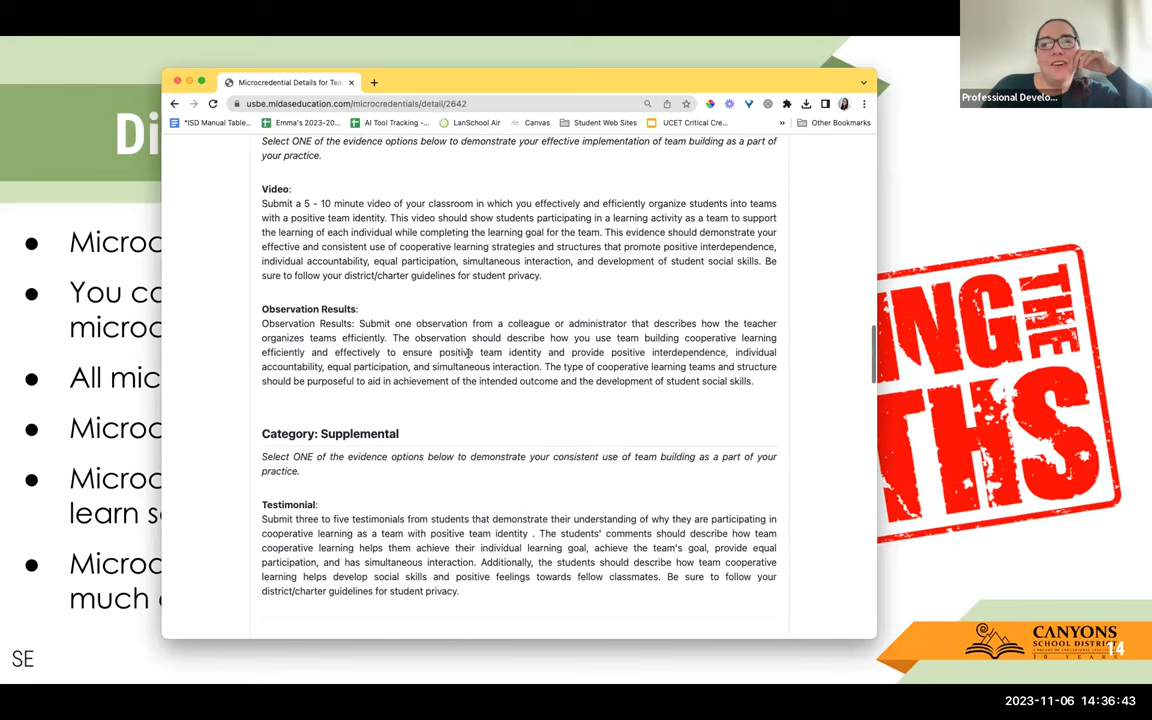 Professional Develo...
Di
Microc
You co
microc
All mic
Microc
Microc
learn s
Microc
much
SE
Microcredential Details for Tea
usbe.midaseducation.com/microcredentials/detail/2642
*ISD Manual Table...
Emma's 2023-20...
AI Tool Tracking -...
LanSchool Air
Canvas
Student Web Sites
UCET Critical Cre...
»
Other Bookmarks
Select ONE of the evidence options below to demonstrate your effective implementation of team building as a part of
your practice.
Video:
Submit a 5 - 10 minute video of your classroom in which you effectively and efficiently organize students into teams
with a positive team identity. This video should show students participating in a learning activity as a team to support
the learning of each individual while completing the learning goal for the team. This evidence should demonstrate your
effective and consistent use of cooperative learning strategies and structures that promote positive interdependence,
individual accountability, equal participation, simultaneous interaction, and development of student social skills. Be
sure to follow your district/charter guidelines for student privacy.
Observation Results:
Observation Results: Submit one observation from a colleague or administrator that describes how the teacher
organizes teams efficiently. The observation should describe how you use team building cooperative learning
efficiently and effectively to ensure positive team identity and provide positive interdependence, individual
accountability, equal participation, and simultaneous interaction. The type of cooperative learning teams and structure
should be purposeful to aid in achievement of the intended outcome and the development of student social skills.
Category: Supplemental
Select ONE of the evidence options below to demonstrate your consistent use of team building as a part of your
practice.
Testimonial:
Submit three to five testimonials from students that demonstrate their understanding of why they are participating in
cooperative learning as a team with positive team identity . The students' comments should describe how team
cooperative learning helps them achieve their individual learning goal, achieve the team's goal, provide equal
participation, and has simultaneous interaction. Additionally, the students should describe how team cooperative
learning helps develop social skills and positive feelings towards fellow classmates. Be sure to follow your
district/charter guidelines for student privacy.
ING THE
THS
CANYONS
SCHOOL DISTRICT
10 YEARS
14
2023-11-06 14:36:43